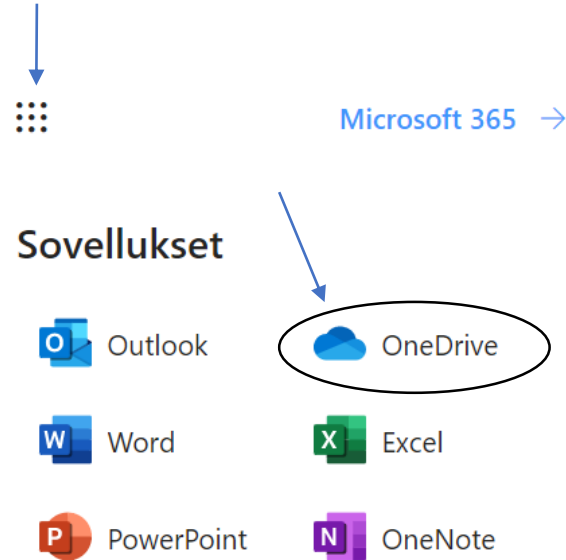 Microsoft 365 →
Sovellukset
Outlook
OneDrive
Word
Excel
PowerPoint
OneNote